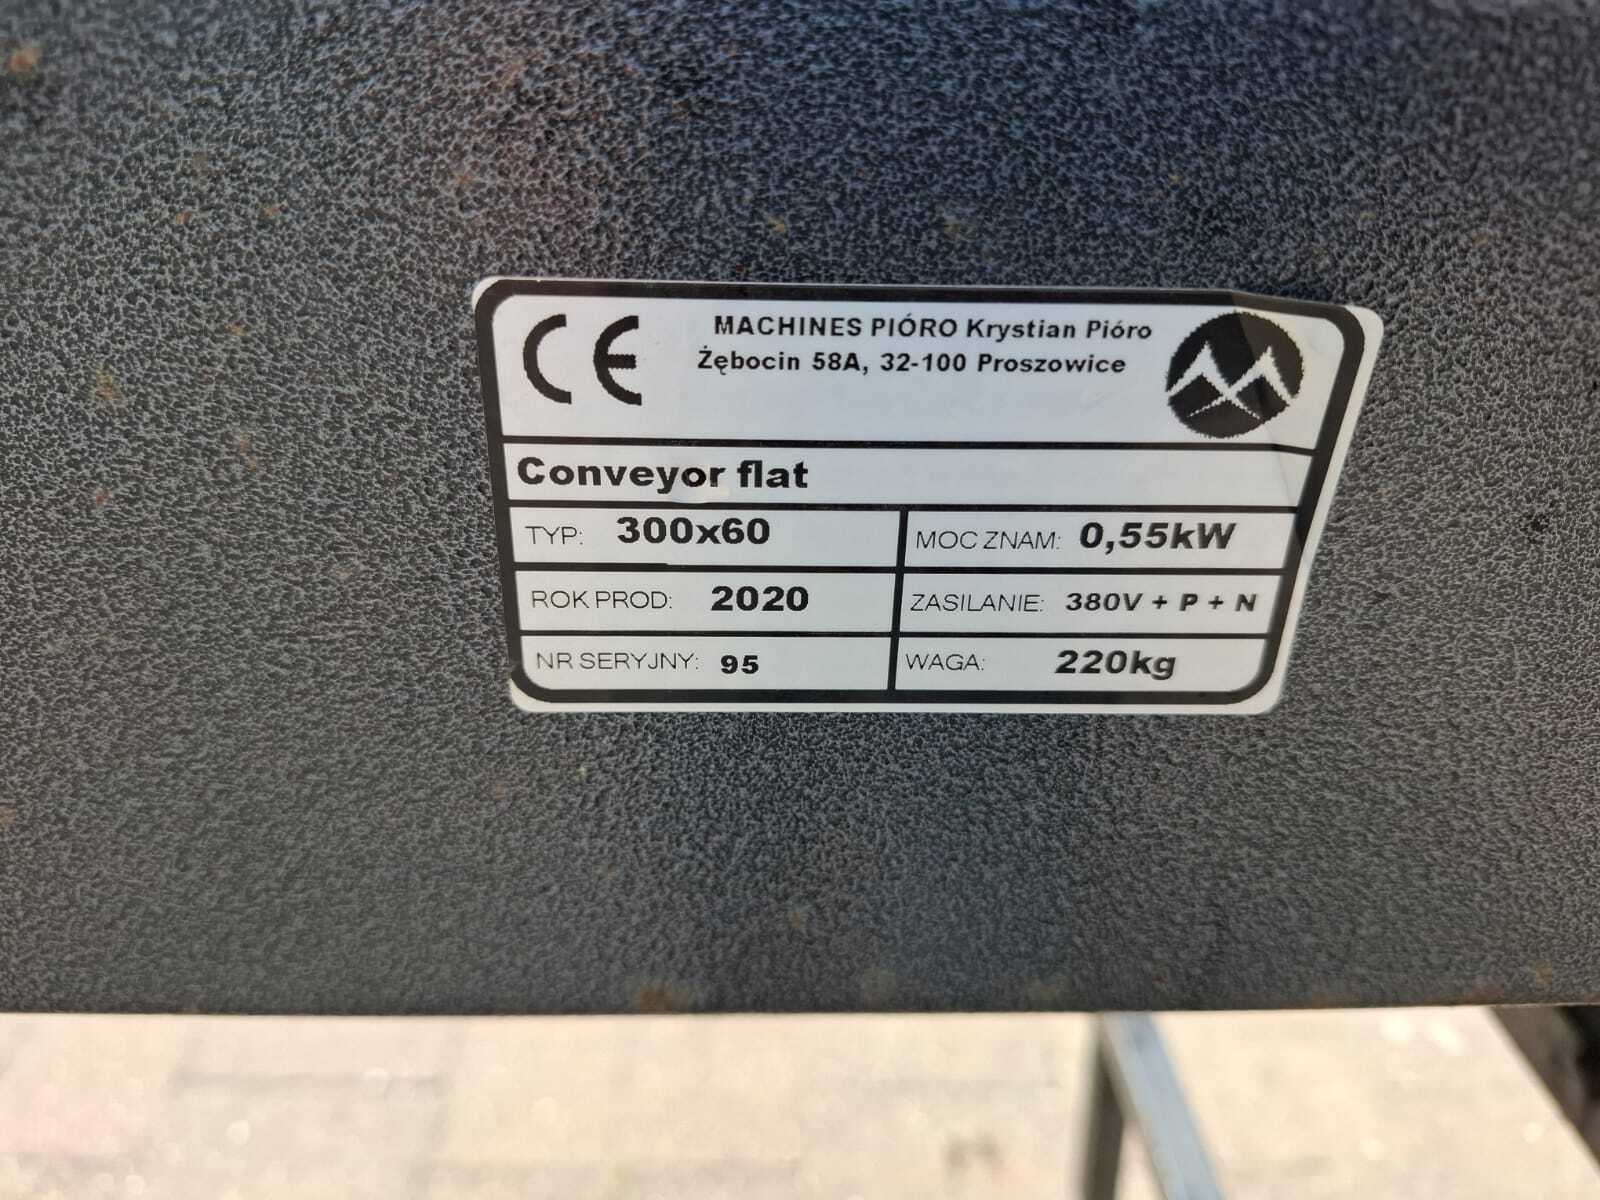 CE
MACHINES PIÓRO Krystian Pióro
Żębocin 58A, 32-100 Proszowice
Conveyor flat
TYP: 300x60
MOC ZNAM: 0,55kW
ROK PROD: 2020
ZASILANIE: 380V + P + N
NR SERYJNY: 95
WAGA: 220kg